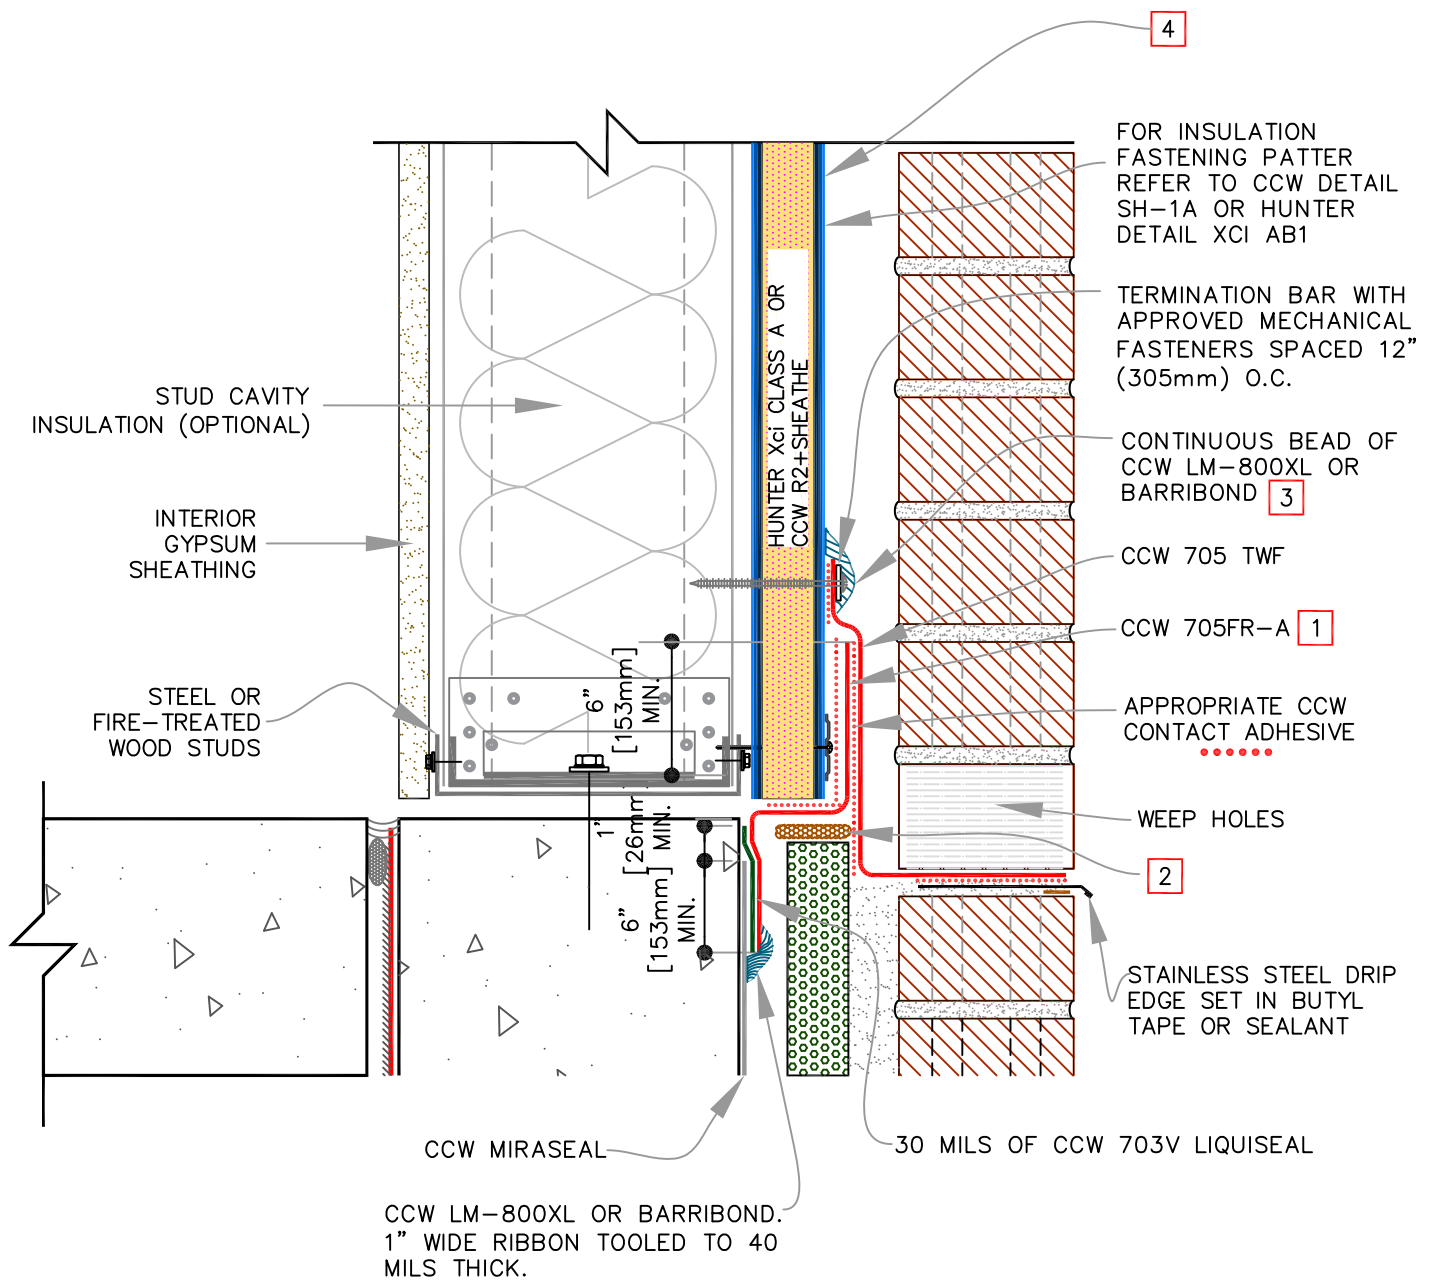 4
FOR INSULATION
FASTENING PATTER
REFER TO CCW DETAIL
SH-1A OR HUNTER
DETAIL XCI AB1
TERMINATION BAR WITH
APPROVED MECHANICAL
FASTENERS SPACED 12"
(305mm) O.C.
CONTINUOUS BEAD OF
CCW LM-800XL OR
BARRIBOND 3
CCW 705 TWF
CCW 705FR-A 1
APPROPRIATE CCW
CONTACT ADHESIVE
WEEP HOLES
2
STAINLESS STEEL DRIP
EDGE SET IN BUTYL
TAPE OR SEALANT
30 MILS OF CCW 703V LIQUISEAL
STUD CAVITY
INSULATION (OPTIONAL)
INTERIOR
GYPSUM
SHEATHING
STEEL OR
FIRE-TREATED
WOOD STUDS
HUNTER Xci CLASS A OR
CCW R2+SHEATHE
6"
[153mm]
MIN.
1"
[26mm]
MIN.
6"
[153mm]
MIN.
CCW MIRASEAL
CCW LM-800XL OR BARRIBOND.
1" WIDE RIBBON TOOLED TO 40
MILS THICK.